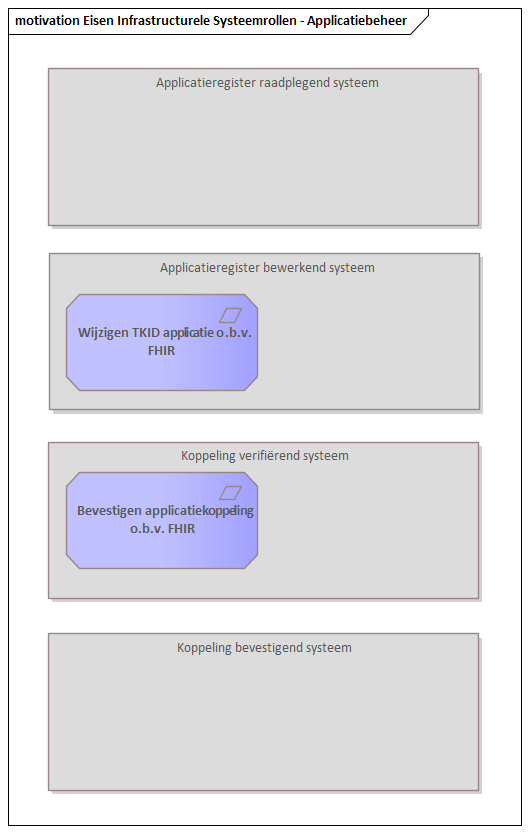 motivation Eisen Infrastructurele Systeemrollen - Applicatiebeheer
Applicatieregister raadplegend systeem
Applicatieregister bewerkend systeem
Wijzigen TKID applicatie o.b.v.
FHIR
Koppeling verifiërend systeem
Bevestigen applicatiekoppeling
o.b.v. FHIR
Koppeling bevestigend systeem